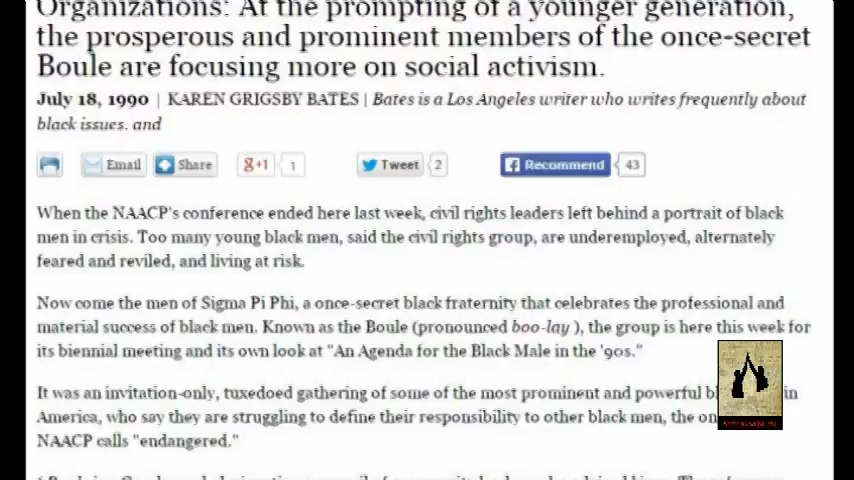 Organizations: At the prompting of a younger generation,
the prosperous and prominent members of the once-secret
Boule are focusing more on social activism.
July 18, 1990 | KAREN GRIGSBY BATES | Bates is a Los Angeles writer who writes frequently about
black issues. and
Email Share g+1 1 Tweet 2 Recommend 43
When the NAACP's conference ended here last week, civil rights leaders left behind a portrait of black
men in crisis. Too many young black men, said the civil rights group, are underemployed, alternately
feared and reviled, and living at risk.
Now come the men of Sigma Pi Phi, a once-secret black fraternity that celebrates the professional and
material success of black men. Known as the Boule (pronounced boo-lay ), the group is here this week for
its biennial meeting and its own look at "An Agenda for the Black Male in the '90s."
It was an invitation-only, tuxedoed gathering of some of the most prominent and powerful in
America, who say they are struggling to define their responsibility to other black men, the
NAACP calls "endangered."